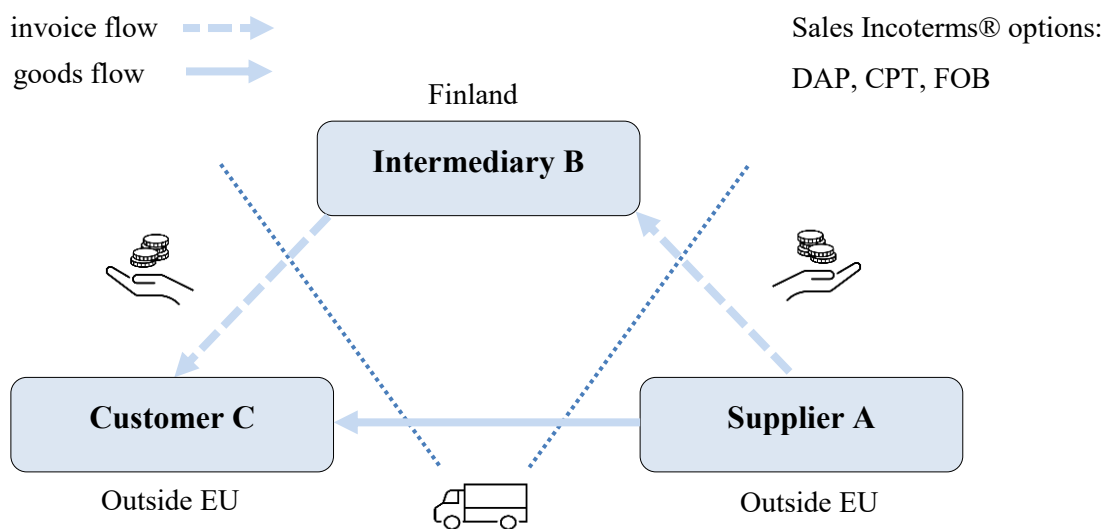 invoice flow
goods flow
Sales Incoterms® options:
DAP, CPT, FOB
Finland
Intermediary B
Customer C
Supplier A
Outside EU
Outside EU